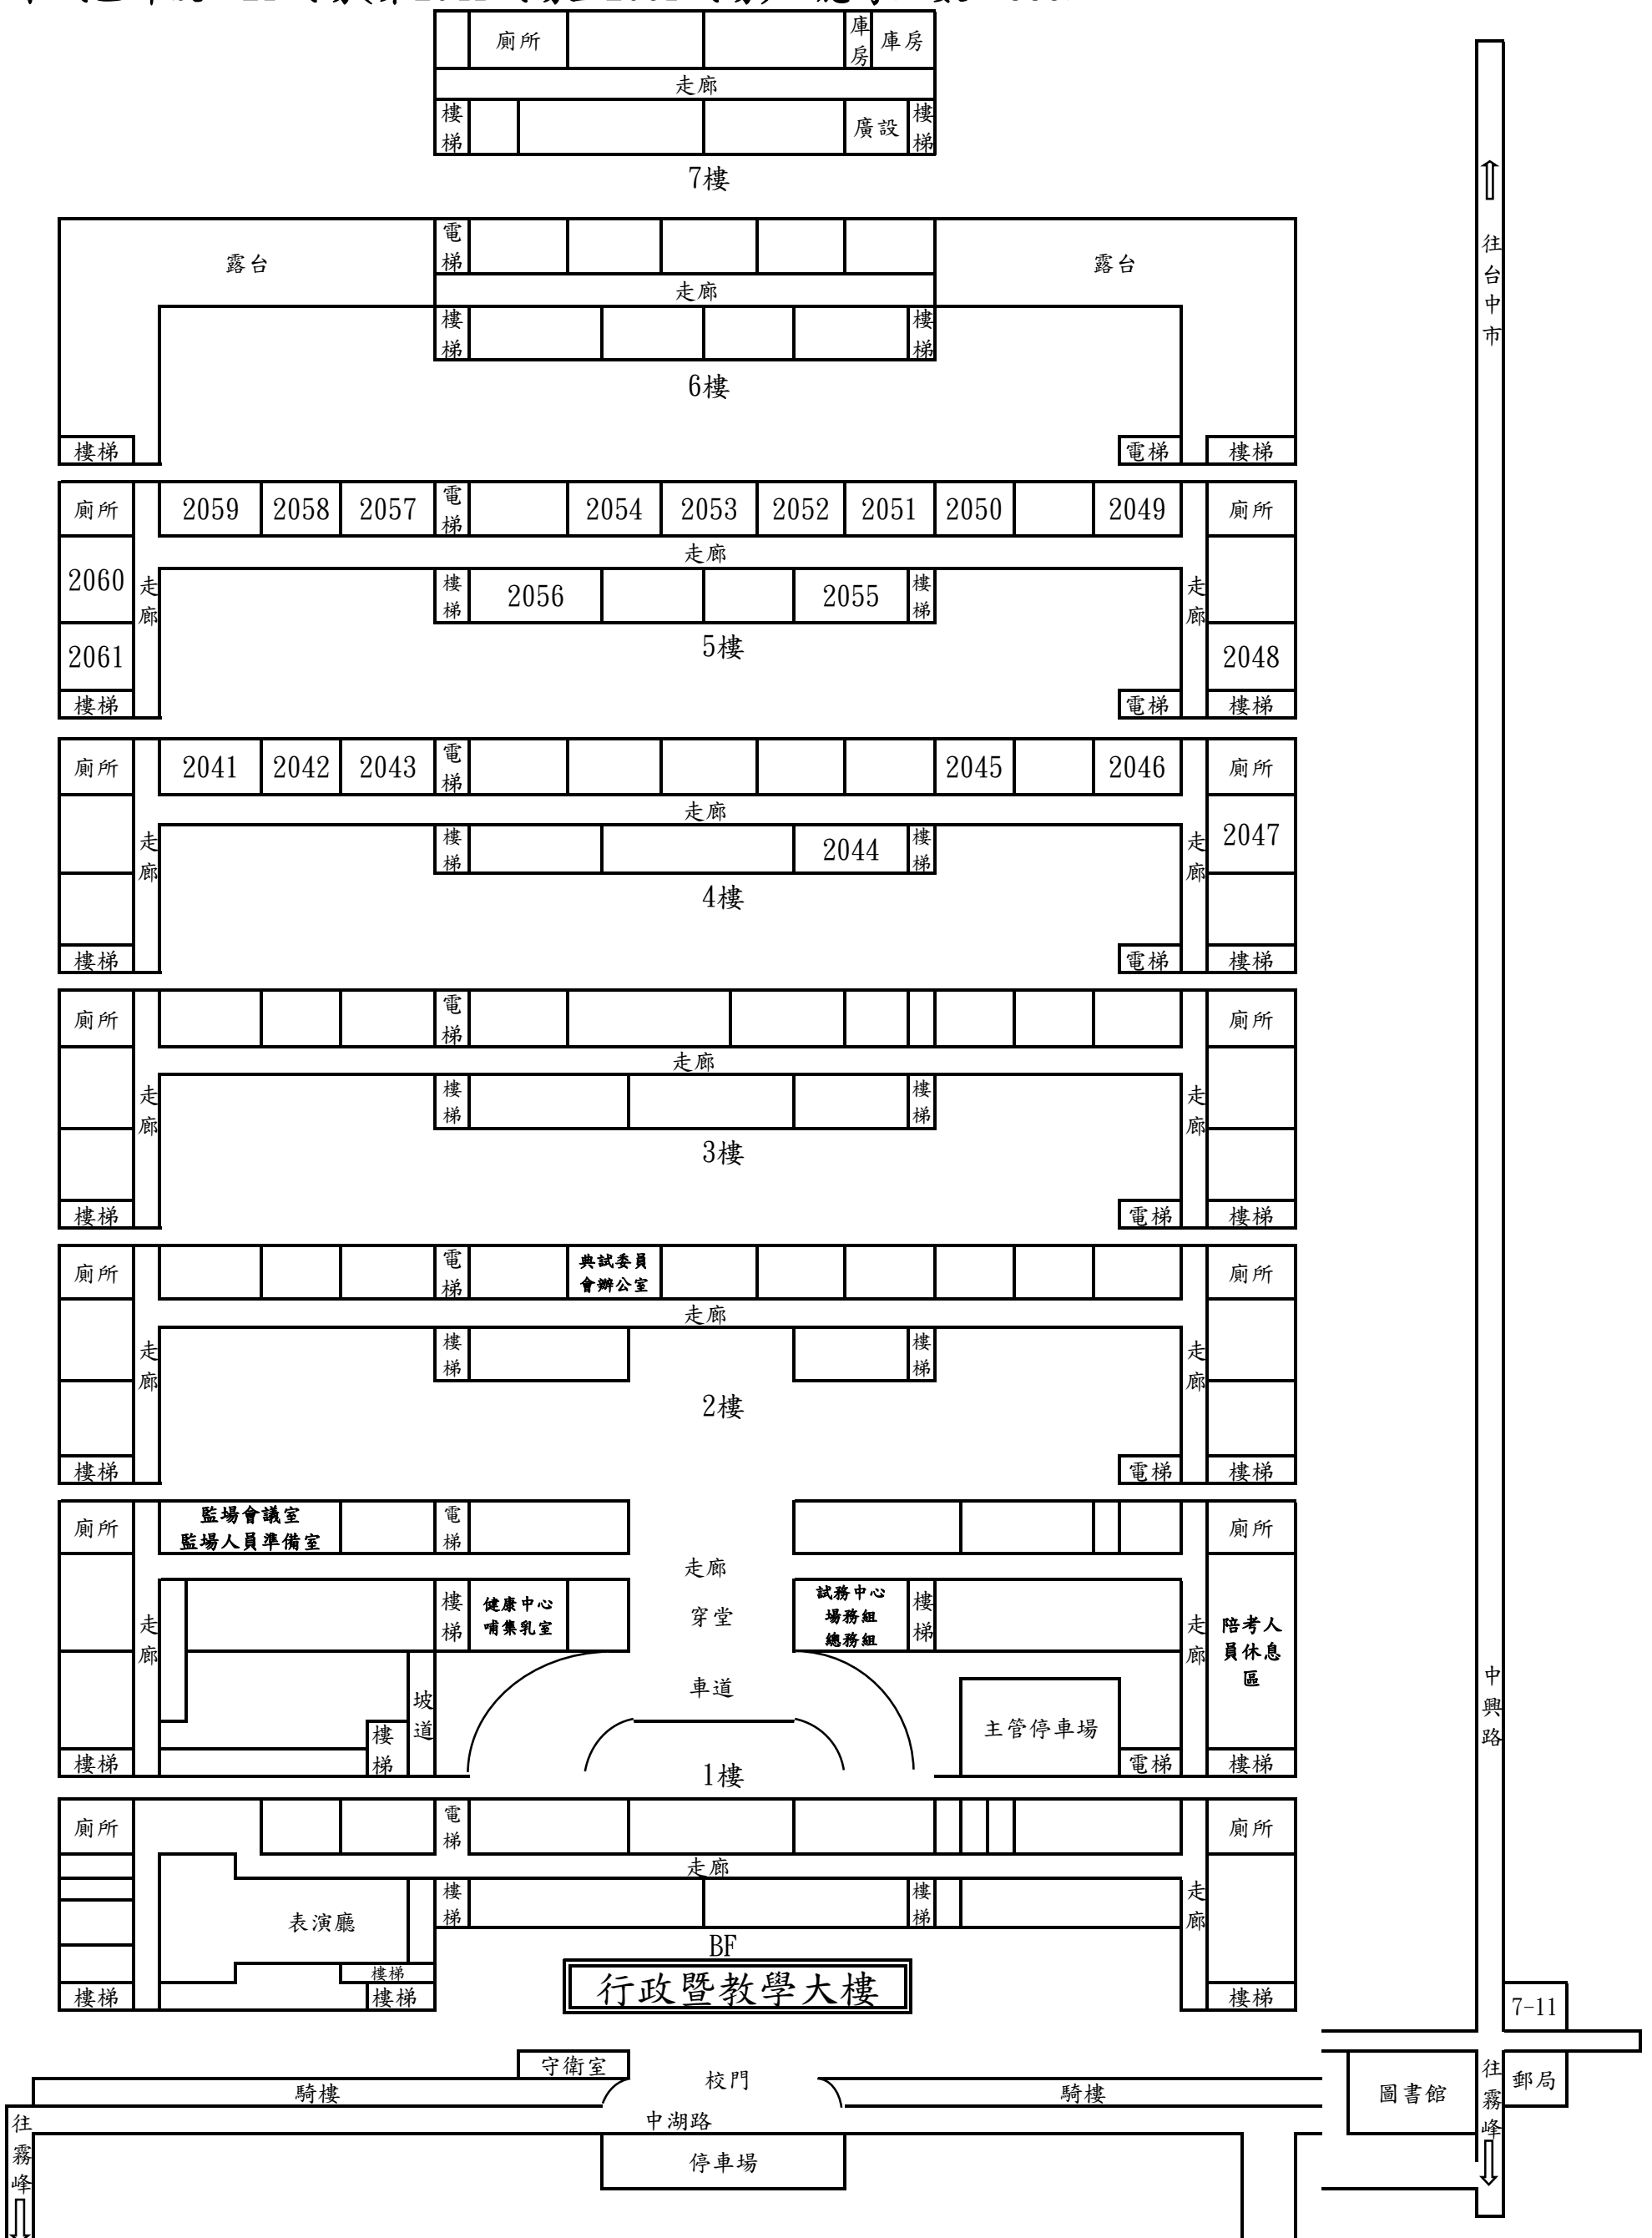 廁所
庫房
庫房
走廊
樓梯
廣設
樓梯
7樓
露台
電梯
露台
走廊
樓梯
樓梯
6樓
樓梯
電梯
樓梯
廁所
2059
2058
2057
電梯
2054
2053
2052
2051
2050
2049
廁所
走廊
2060
走廊
樓梯
2056
2055
樓梯
走廊
5樓
2061
2048
樓梯
電梯
樓梯
廁所
2041
2042
2043
電梯
2045
2046
廁所
走廊
走廊
樓梯
2044
樓梯
走廊
2047
4樓
樓梯
電梯
樓梯
廁所
電梯
廁所
走廊
走廊
樓梯
樓梯
走廊
3樓
樓梯
電梯
樓梯
廁所
電梯
典試委員
會辦公室
廁所
走廊
走廊
樓梯
樓梯
走廊
2樓
樓梯
電梯
樓梯
廁所
監場會議室
監場人員準備室
電梯
廁所
走廊
走廊
樓梯
健康中心
哺集乳室
穿堂
試務中心
場務組
總務組
樓梯
走廊
陪考人
員休息
區
坡道
車道
主管停車場
樓梯
樓梯
1樓
電梯
樓梯
廁所
電梯
廁所
走廊
走廊
表演廳
樓梯
樓梯
走廊
BF
樓梯
樓梯
樓梯
行政暨教學大樓
樓梯
往台中市
中興路
7-11
守衛室
校門
騎樓
騎樓
中湖路
停車場
圖書館
往霧峰
郵局
往霧峰